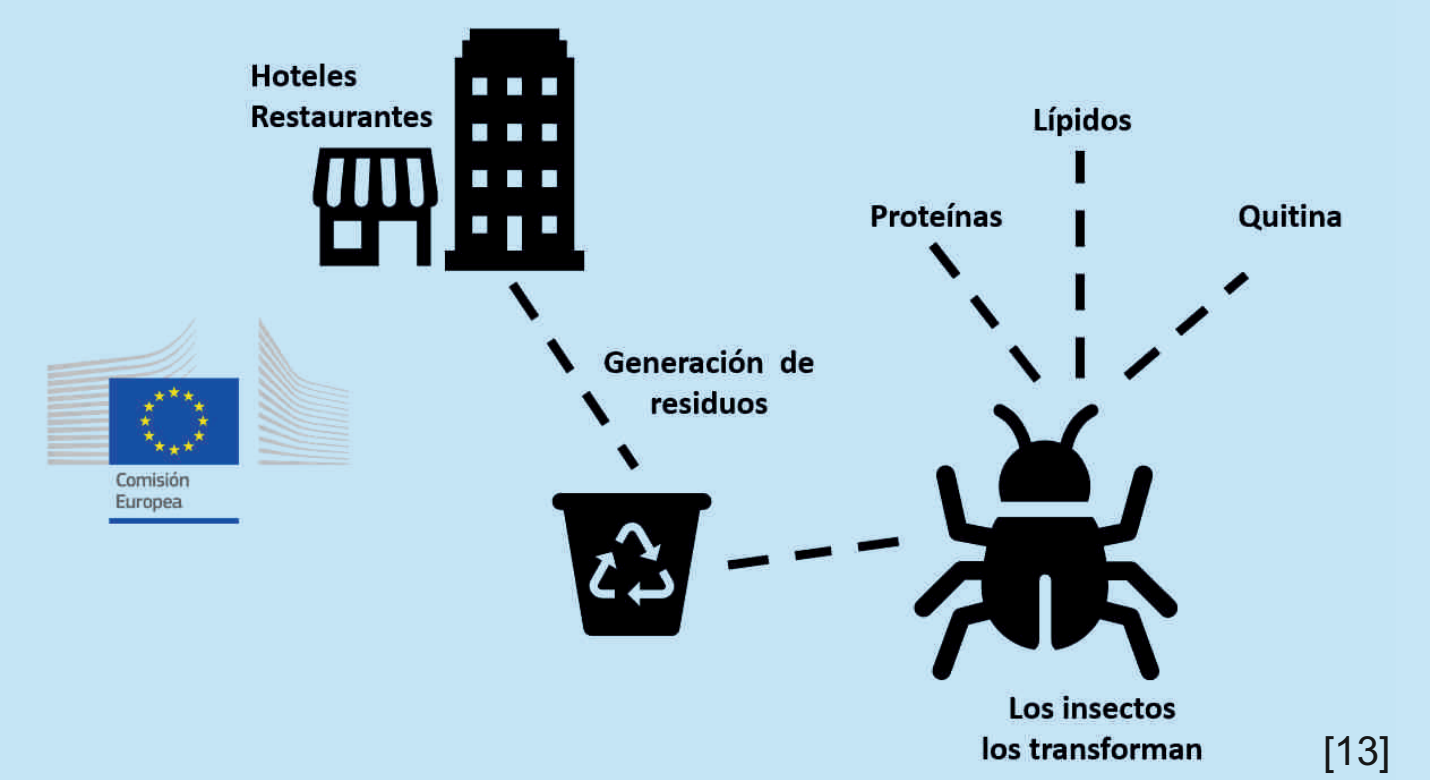 Hoteles
Restaurantes
Lípidos
Proteínas
Quitina
Generación de
residuos
Comisión
Europea
Los insectos
los transforman
[13]